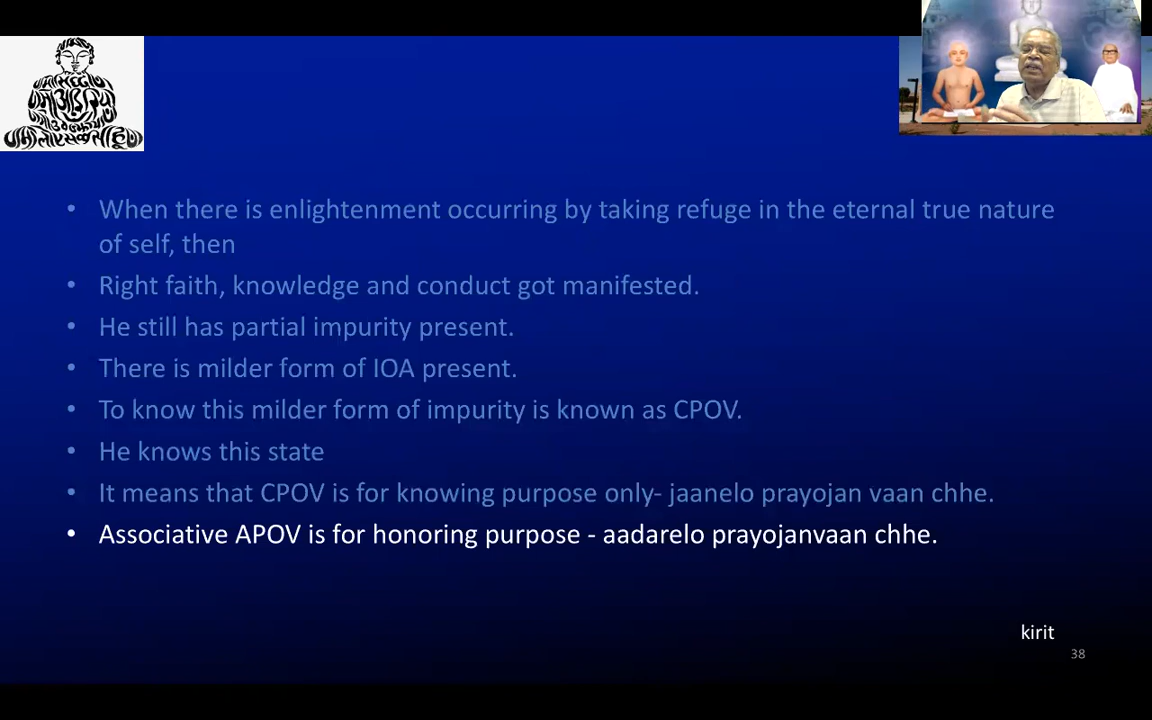 • When there is enlightenment occurring by taking refuge in the eternal true nature
of self, then
• Right faith, knowledge and conduct got manifested.
• He still has partial impurity present.
• There is milder form of IOA present.
• To know this milder form of impurity is known as CPOV.
• He knows this state
• It means that CPOV is for knowing purpose only- jaanelo prayojan vaan chhe.
• Associative APOV is for honoring purpose - aadarelo prayojanvaan chhe.
kirit
38